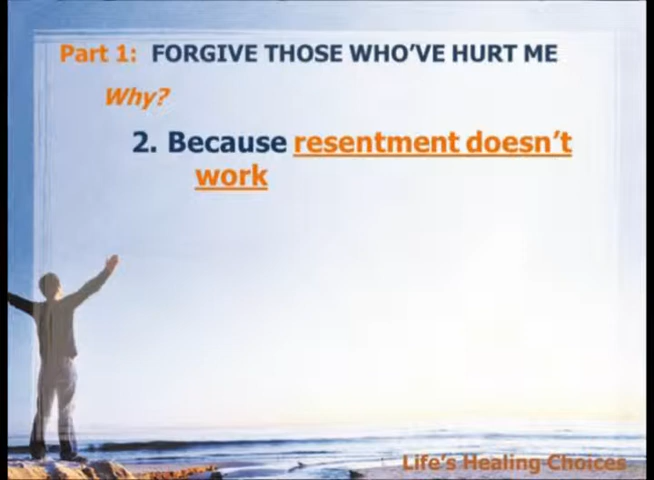 Part 1: FORGIVE THOSE WHO'VE HURT ME
Why?
2. Because resentment doesn't
work
Life's Healing Choices